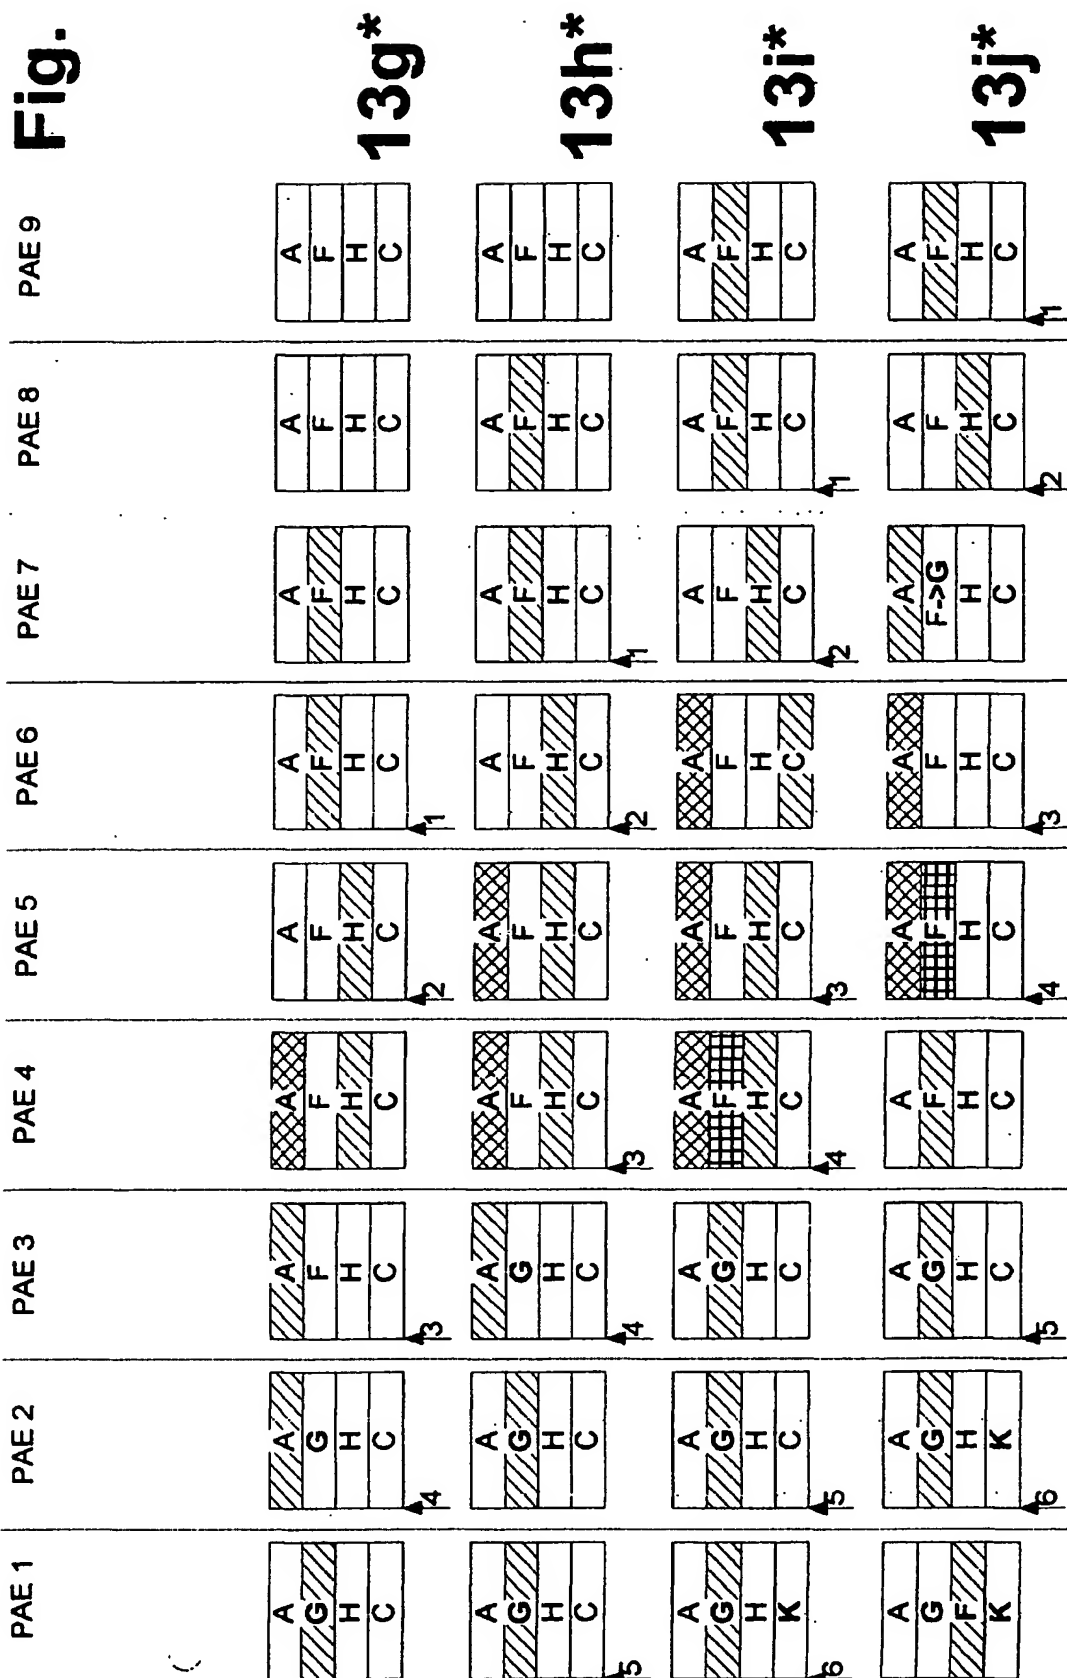 PAE 1 PAE 2 PAE 3 PAE 4 PAE 5 PAE 6 PAE 7 PAE 8 PAE 9 Fig.
A A A A A A A A A
G G F F F F F F F
H H H H H H H H H
C C C C C C C C C
13g*
4 3 2 1
A A A A A A A A A
G G G F F F F F F
H H H H H H H H H
C C C C C C C C C
13h*
5 4 3 2 1
A A A A A A A A A
G G G F F F F F F
H H H H H H H H H
K C C C C C C C C
13i*
6 5 4 3 2 1
A A A A A A A A A
G G G F F F F->G F F
F H H H H H H H H
K K C C C C C C C
13j*
6 5 4 3 2 1